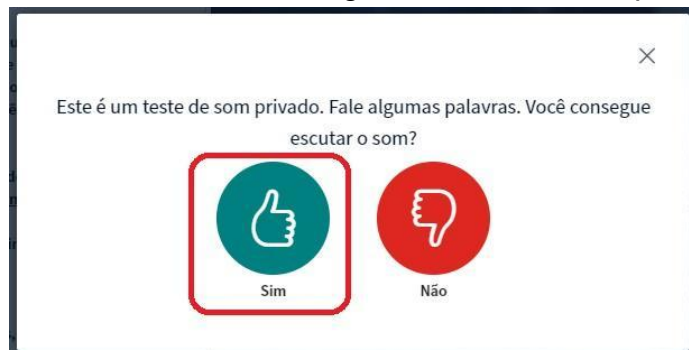 Este é um teste de som privado. Fale algumas palavras. Você consegue
escutar o som?
Sim
Não